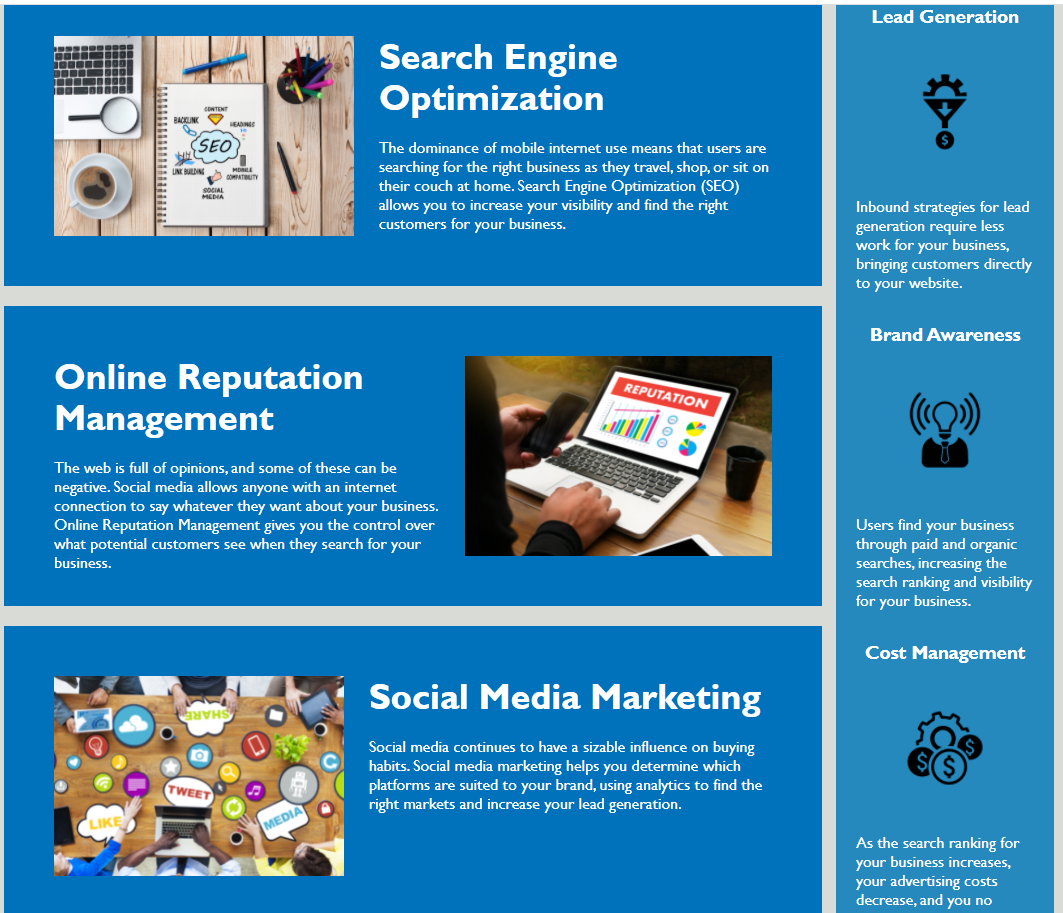 Search Engine
Optimization
The dominance of mobile internet use means that users are
searching for the right business as they travel, shop, or sit on
their couch at home. Search Engine Optimization (SEO)
allows you to increase your visibility and find the right
customers for your business.
CONTENT
BACKLINK
HEADINGS
SEO
LINK BUILDING
MOBILE
COMPATIBILITY
SOCIAL
MEDIA
Online Reputation
Management
The web is full of opinions, and some of these can be
negative. Social media allows anyone with an internet
connection to say whatever they want about your business.
Online Reputation Management gives you the control over
what potential customers see when they search for your
business.
REPUTATION
Social Media Marketing
Social media continues to have a sizable influence on buying
habits. Social media marketing helps you determine which
platforms are suited to your brand, using analytics to find the
right markets and increase your lead generation.
SHARE
TWEET
LIKE
MEDIA
Lead Generation
$
Inbound strategies for lead
generation require less
work for your business,
bringing customers directly
to your website.
Brand Awareness
Users find your business
through paid and organic
searches, increasing the
search ranking and visibility
for your business.
Cost Management
$ $ $
As the search ranking for
your business increases,
your advertising costs
decrease, and you no